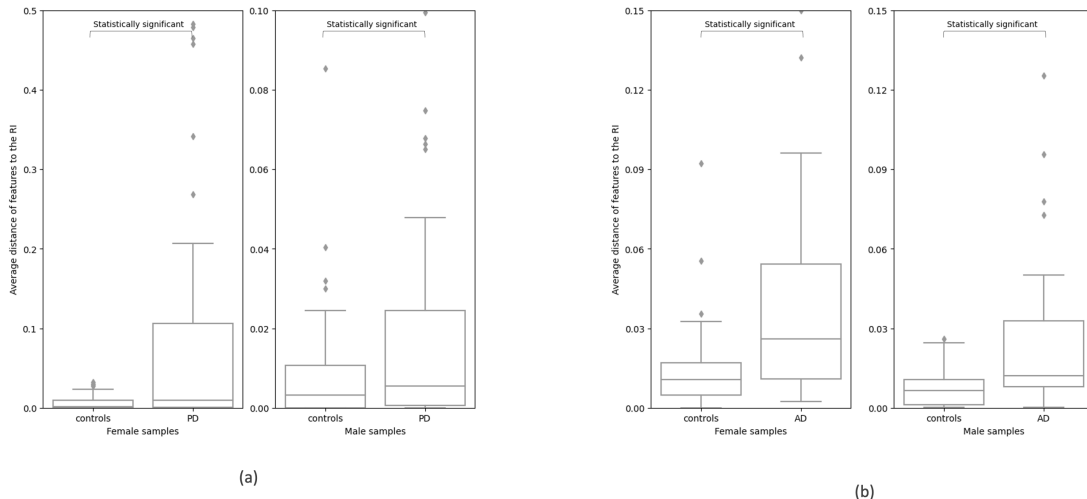 Statistically significant
0.5
0.4
0.3
0.2
0.1
0.0
Average distance of features to the RI
controls
PD
Female samples
Statistically significant
0.10
0.08
0.06
0.04
0.02
0.00
controls
PD
Male samples
(a)
Statistically significant
0.15
0.12
0.09
0.06
0.03
0.00
Average distance of features to the RI
controls
AD
Female samples
Statistically significant
0.15
0.12
0.09
0.06
0.03
0.00
controls
AD
Male samples
(b)